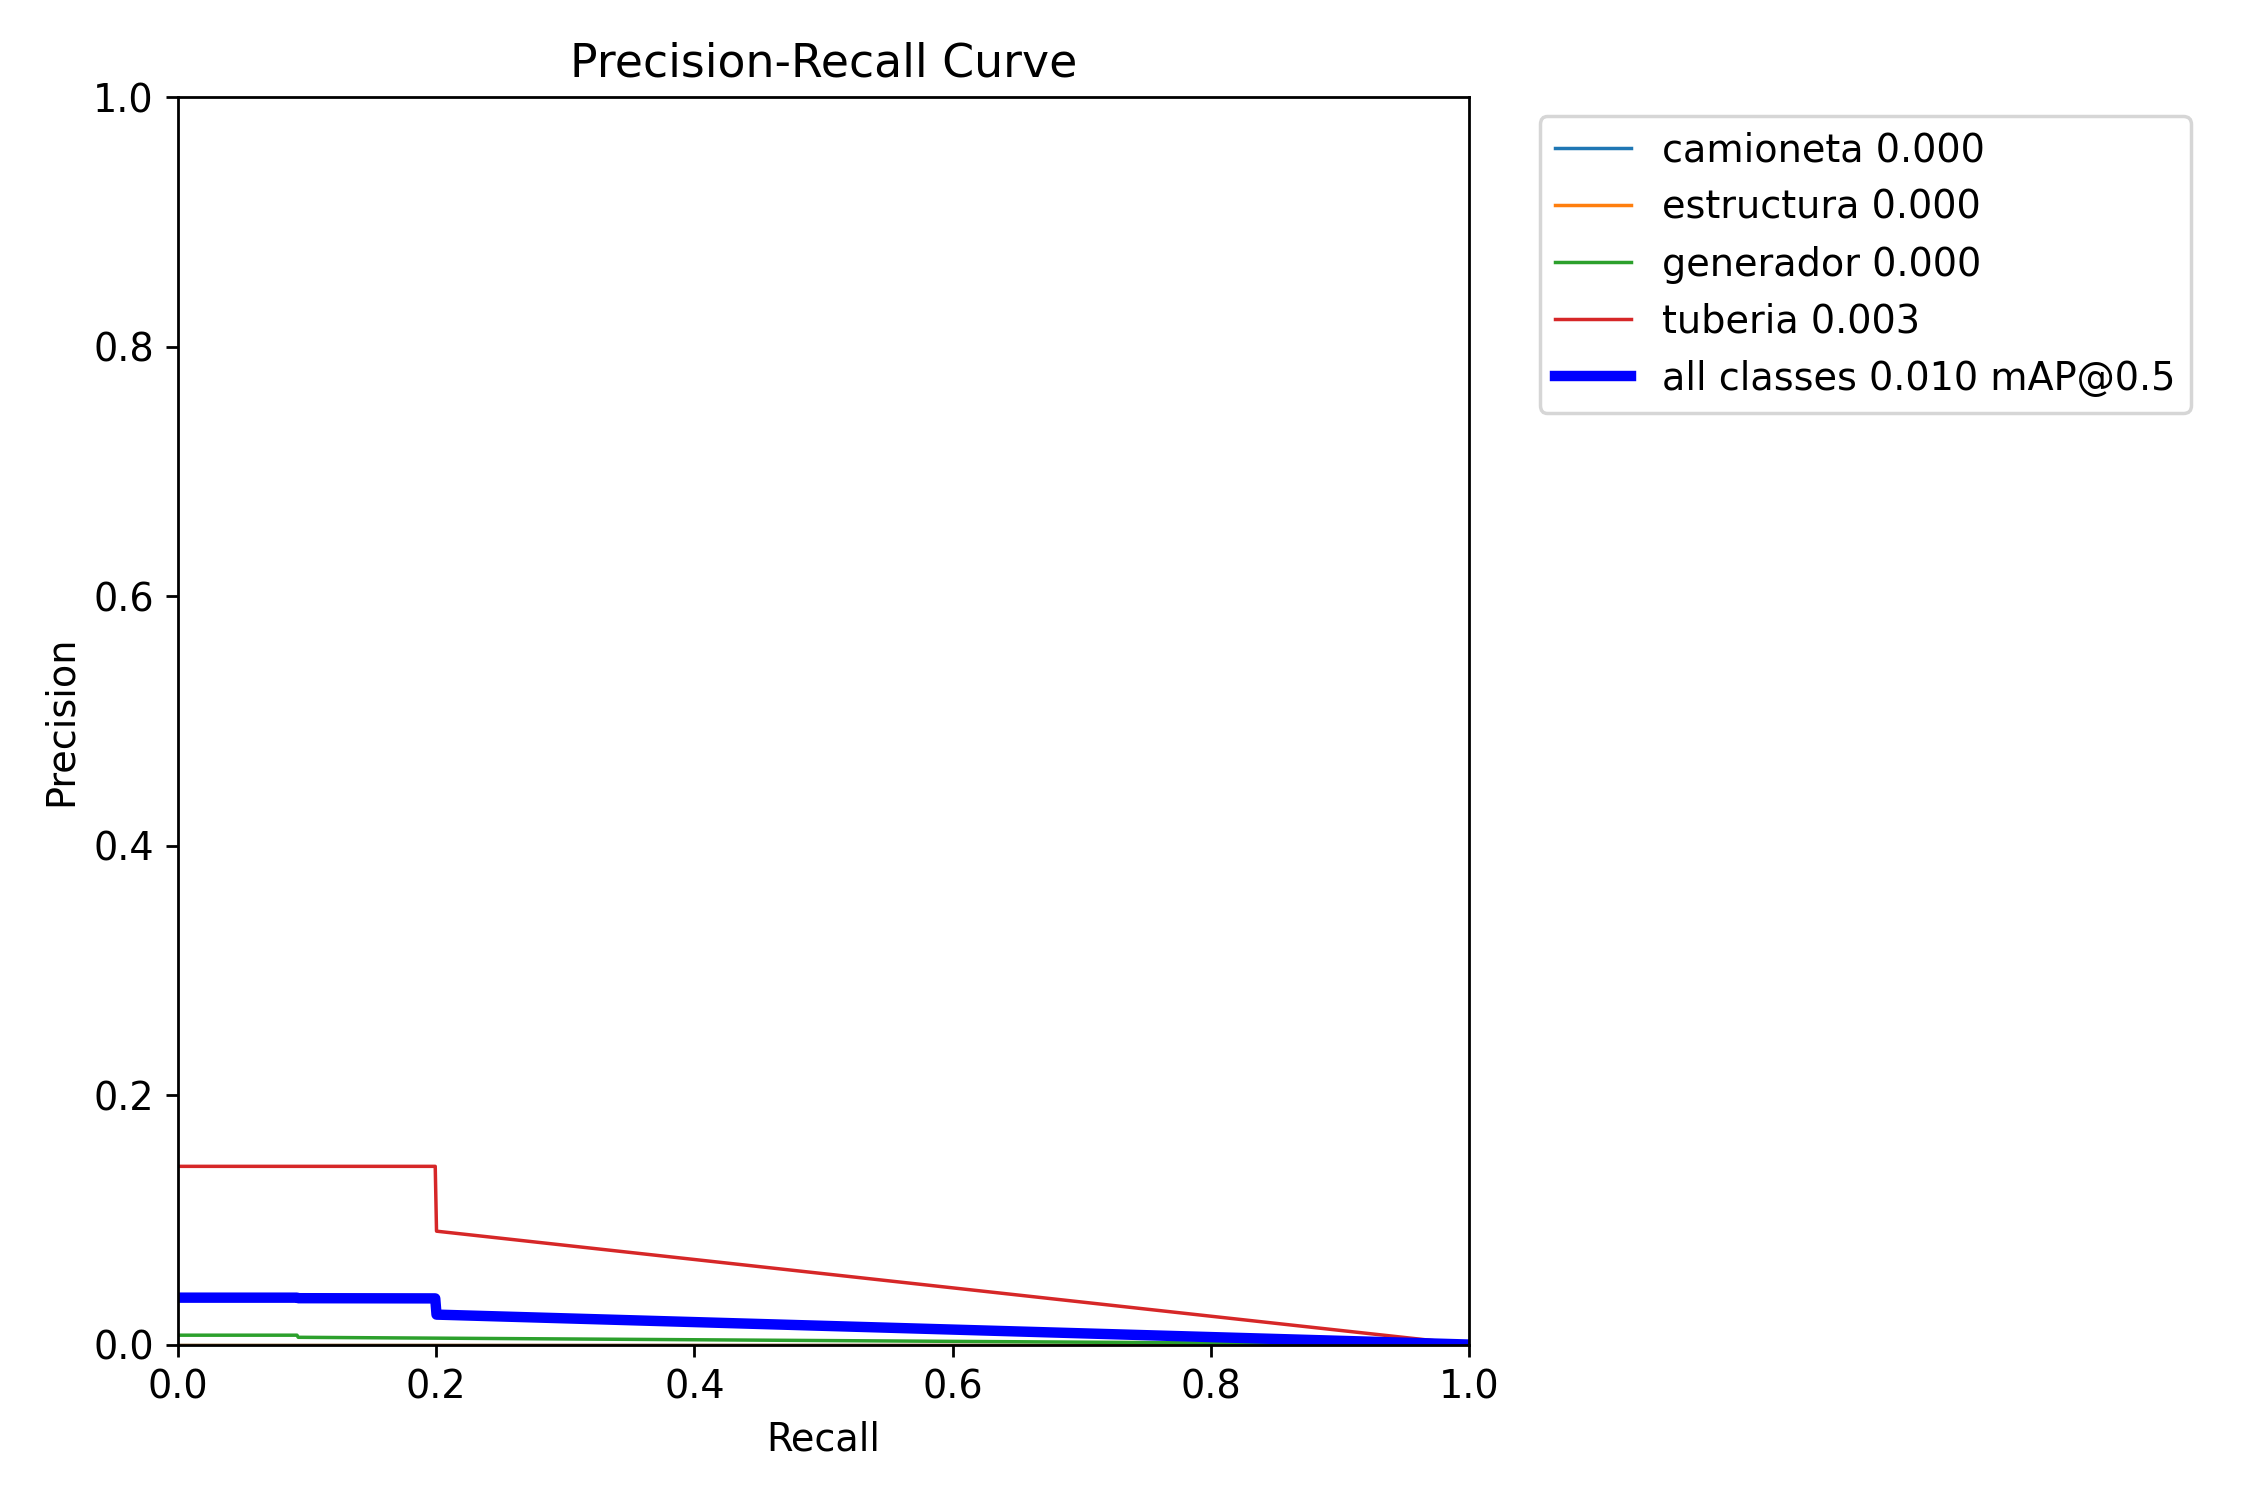 Precision-Recall Curve
1.0
0.8
0.6
0.4
0.2
0.0
Precision
0.0 0.2 0.4 0.6 0.8 1.0
Recall
camioneta 0.000
estructura 0.000
generador 0.000
tuberia 0.003
all classes 0.010 mAP@0.5